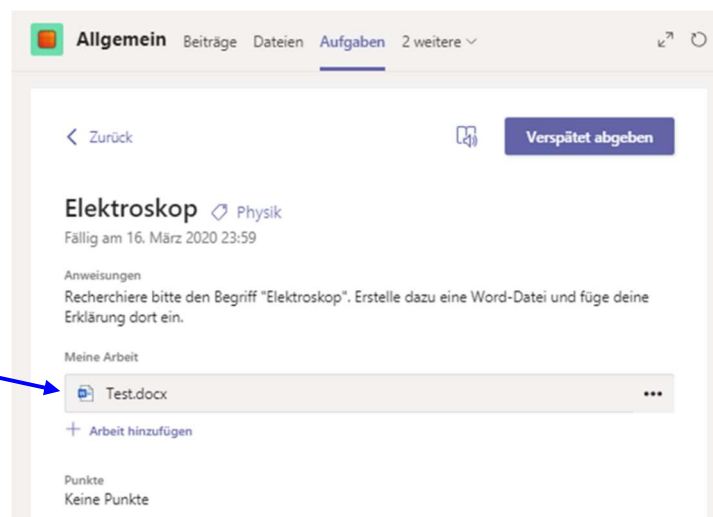 Allgemein Beiträge Dateien Aufgaben 2 weitere
Zurück Verspätet abgeben
Elektroskop Physik
Fällig am 16. März 2020 23:59
Anweisungen
Recherchiere bitte den Begriff "Elektroskop". Erstelle dazu eine Word-Datei und füge deine
Erklärung dort ein.
Meine Arbeit
Test.docx
+ Arbeit hinzufügen
Punkte
Keine Punkte